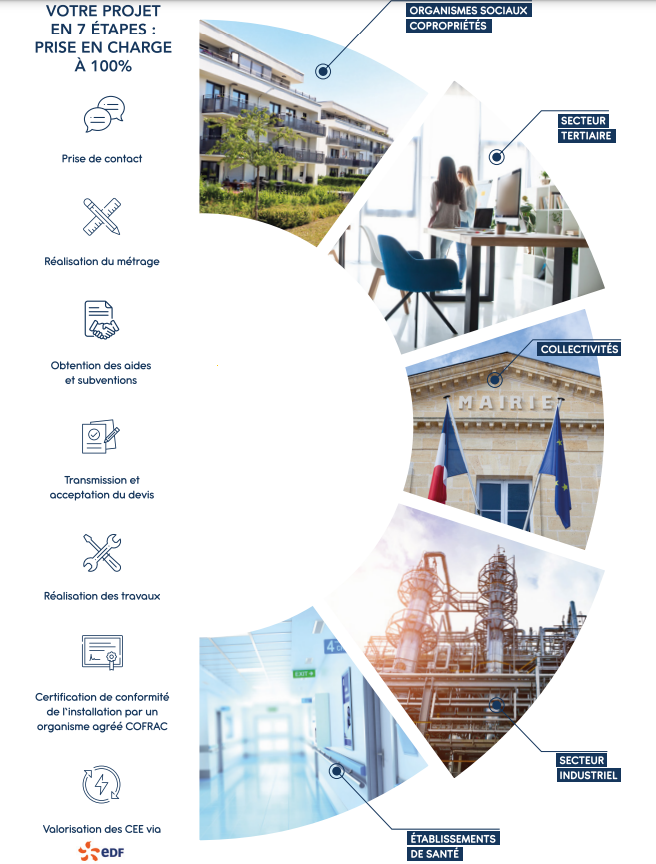 VOTRE PROJET
EN 7 ÉTAPES :
PRISE EN CHARGE
À 100%
Prise de contact
Réalisation du métrage
Obtention des aides
et subventions
Transmission et
acceptation du devis
Réalisation des travaux
Certification de conformité
de l'installation par un
organisme agréé COFRAC
Valorisation des CEE via
eDF
ORGANISMES SOCIAUX
COPROPRIÉTÉS
SECTEUR
TERTIAIRE
COLLECTIVITÉS
MAIRIE
SECTEUR
INDUSTRIEL
EXIT
4
ÉTABLISSEMENTS
DE SANTÉ